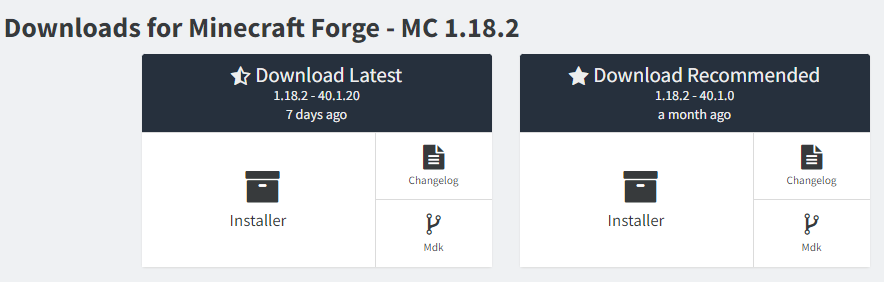 Downloads for Minecraft Forge - MC 1.18.2
Download Latest
1.18.2 - 40.1.20
7 days ago
Installer
Changelog
Mdk
Download Recommended
1.18.2 - 40.1.0
a month ago
Installer
Changelog
Mdk